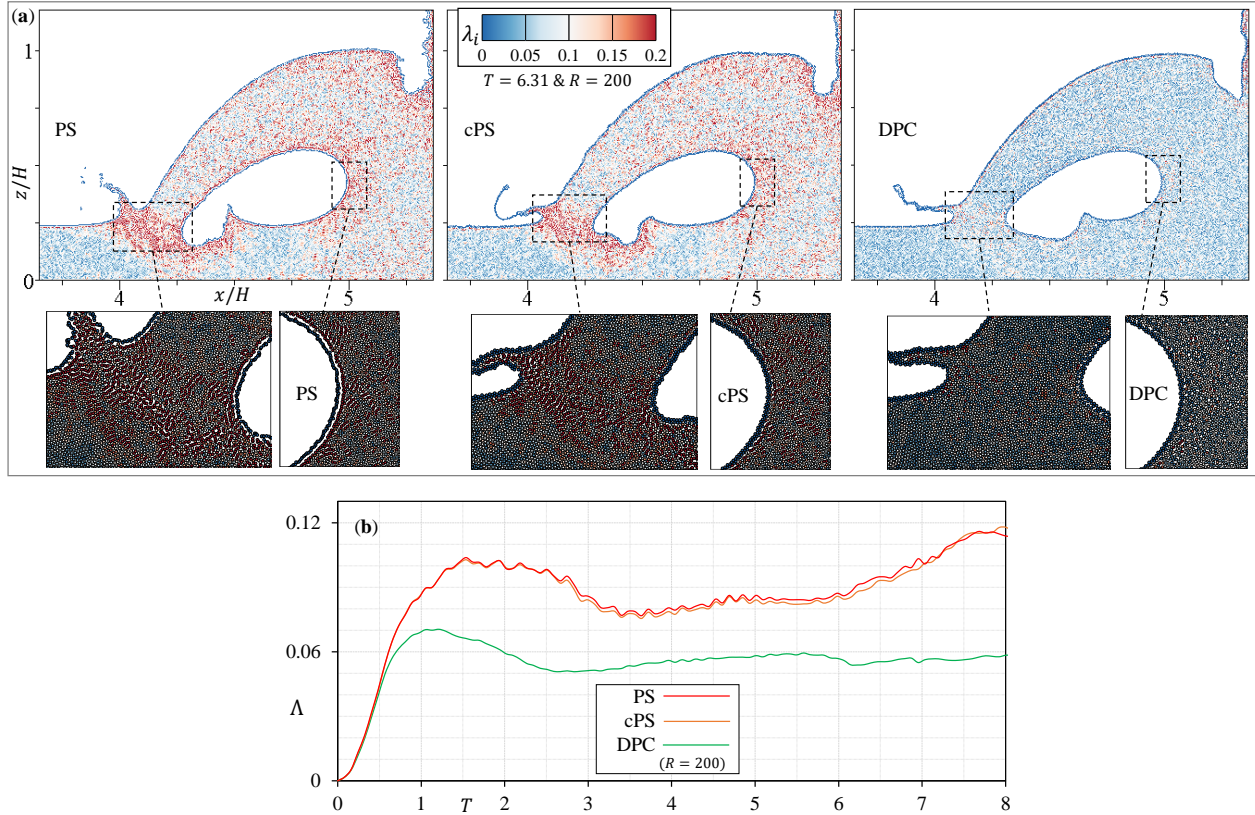 (a)
λi
0 0.05 0.1 0.15 0.2
T = 6.31 & R = 200
PS
cPS
DPC
z/H
1
0
4 x/H 5
4 5
4 5
PS
cPS
DPC
(b)
0.12
0.06
0
Λ
PS
cPS
DPC
(R = 200)
0 1 T 2 3 4 5 6 7 8